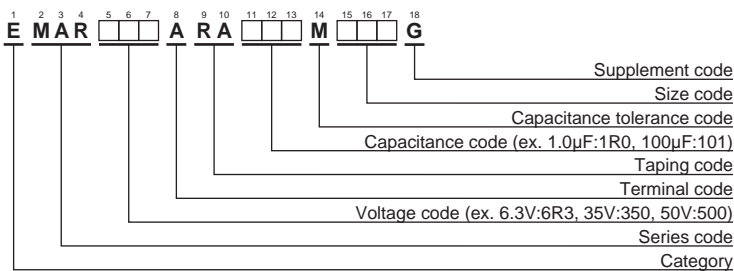 1 2 3 4 5 6 7 8 9 10 11 12 13 14 15 16 17 18
E MAR □□□ A RA □□□ M □□□ G
Supplement code
Size code
Capacitance tolerance code
Capacitance code (ex. 1.0μF:1R0, 100μF:101)
Taping code
Terminal code
Voltage code (ex. 6.3V:6R3, 35V:350, 50V:500)
Series code
Category